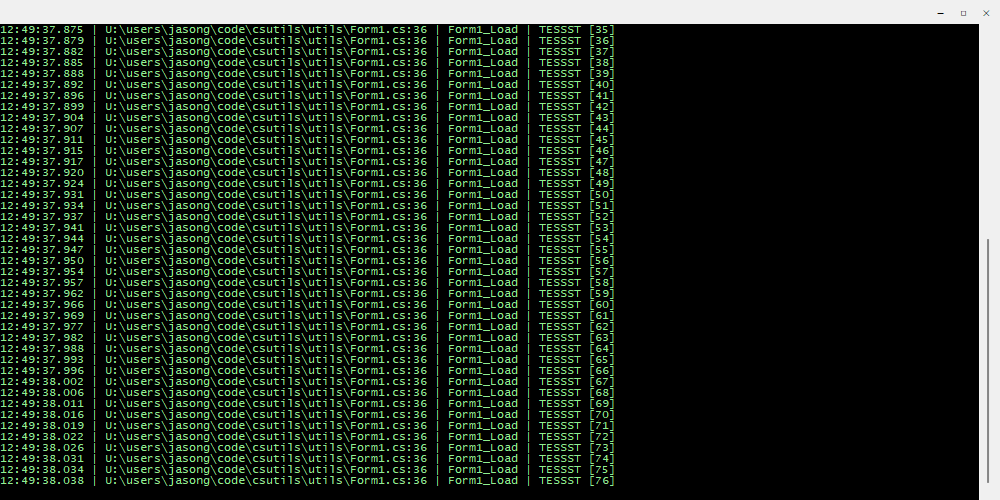 12:49:37.875 | U:\users\jasong\code\csutils\utils\Form1.cs:36 | Form1_Load | TESSST [35]
12:49:37.879 | U:\users\jasong\code\csutils\utils\Form1.cs:36 | Form1_Load | TESSST [36]
12:49:37.882 | U:\users\jasong\code\csutils\utils\Form1.cs:36 | Form1_Load | TESSST [37]
12:49:37.885 | U:\users\jasong\code\csutils\utils\Form1.cs:36 | Form1_Load | TESSST [38]
12:49:37.888 | U:\users\jasong\code\csutils\utils\Form1.cs:36 | Form1_Load | TESSST [39]
12:49:37.892 | U:\users\jasong\code\csutils\utils\Form1.cs:36 | Form1_Load | TESSST [40]
12:49:37.896 | U:\users\jasong\code\csutils\utils\Form1.cs:36 | Form1_Load | TESSST [41]
12:49:37.899 | U:\users\jasong\code\csutils\utils\Form1.cs:36 | Form1_Load | TESSST [42]
12:49:37.904 | U:\users\jasong\code\csutils\utils\Form1.cs:36 | Form1_Load | TESSST [43]
12:49:37.907 | U:\users\jasong\code\csutils\utils\Form1.cs:36 | Form1_Load | TESSST [44]
12:49:37.911 | U:\users\jasong\code\csutils\utils\Form1.cs:36 | Form1_Load | TESSST [45]
12:49:37.915 | U:\users\jasong\code\csutils\utils\Form1.cs:36 | Form1_Load | TESSST [46]
12:49:37.917 | U:\users\jasong\code\csutils\utils\Form1.cs:36 | Form1_Load | TESSST [47]
12:49:37.920 | U:\users\jasong\code\csutils\utils\Form1.cs:36 | Form1_Load | TESSST [48]
12:49:37.924 | U:\users\jasong\code\csutils\utils\Form1.cs:36 | Form1_Load | TESSST [49]
12:49:37.931 | U:\users\jasong\code\csutils\utils\Form1.cs:36 | Form1_Load | TESSST [50]
12:49:37.934 | U:\users\jasong\code\csutils\utils\Form1.cs:36 | Form1_Load | TESSST [51]
12:49:37.937 | U:\users\jasong\code\csutils\utils\Form1.cs:36 | Form1_Load | TESSST [52]
12:49:37.941 | U:\users\jasong\code\csutils\utils\Form1.cs:36 | Form1_Load | TESSST [53]
12:49:37.944 | U:\users\jasong\code\csutils\utils\Form1.cs:36 | Form1_Load | TESSST [54]
12:49:37.947 | U:\users\jasong\code\csutils\utils\Form1.cs:36 | Form1_Load | TESSST [55]
12:49:37.950 | U:\users\jasong\code\csutils\utils\Form1.cs:36 | Form1_Load | TESSST [56]
12:49:37.954 | U:\users\jasong\code\csutils\utils\Form1.cs:36 | Form1_Load | TESSST [57]
12:49:37.957 | U:\users\jasong\code\csutils\utils\Form1.cs:36 | Form1_Load | TESSST [58]
12:49:37.962 | U:\users\jasong\code\csutils\utils\Form1.cs:36 | Form1_Load | TESSST [59]
12:49:37.966 | U:\users\jasong\code\csutils\utils\Form1.cs:36 | Form1_Load | TESSST [60]
12:49:37.969 | U:\users\jasong\code\csutils\utils\Form1.cs:36 | Form1_Load | TESSST [61]
12:49:37.977 | U:\users\jasong\code\csutils\utils\Form1.cs:36 | Form1_Load | TESSST [62]
12:49:37.982 | U:\users\jasong\code\csutils\utils\Form1.cs:36 | Form1_Load | TESSST [63]
12:49:37.988 | U:\users\jasong\code\csutils\utils\Form1.cs:36 | Form1_Load | TESSST [64]
12:49:37.993 | U:\users\jasong\code\csutils\utils\Form1.cs:36 | Form1_Load | TESSST [65]
12:49:37.996 | U:\users\jasong\code\csutils\utils\Form1.cs:36 | Form1_Load | TESSST [66]
12:49:38.002 | U:\users\jasong\code\csutils\utils\Form1.cs:36 | Form1_Load | TESSST [67]
12:49:38.006 | U:\users\jasong\code\csutils\utils\Form1.cs:36 | Form1_Load | TESSST [68]
12:49:38.011 | U:\users\jasong\code\csutils\utils\Form1.cs:36 | Form1_Load | TESSST [69]
12:49:38.016 | U:\users\jasong\code\csutils\utils\Form1.cs:36 | Form1_Load | TESSST [70]
12:49:38.019 | U:\users\jasong\code\csutils\utils\Form1.cs:36 | Form1_Load | TESSST [71]
12:49:38.022 | U:\users\jasong\code\csutils\utils\Form1.cs:36 | Form1_Load | TESSST [72]
12:49:38.026 | U:\users\jasong\code\csutils\utils\Form1.cs:36 | Form1_Load | TESSST [73]
12:49:38.031 | U:\users\jasong\code\csutils\utils\Form1.cs:36 | Form1_Load | TESSST [74]
12:49:38.034 | U:\users\jasong\code\csutils\utils\Form1.cs:36 | Form1_Load | TESSST [75]
12:49:38.038 | U:\users\jasong\code\csutils\utils\Form1.cs:36 | Form1_Load | TESSST [76]